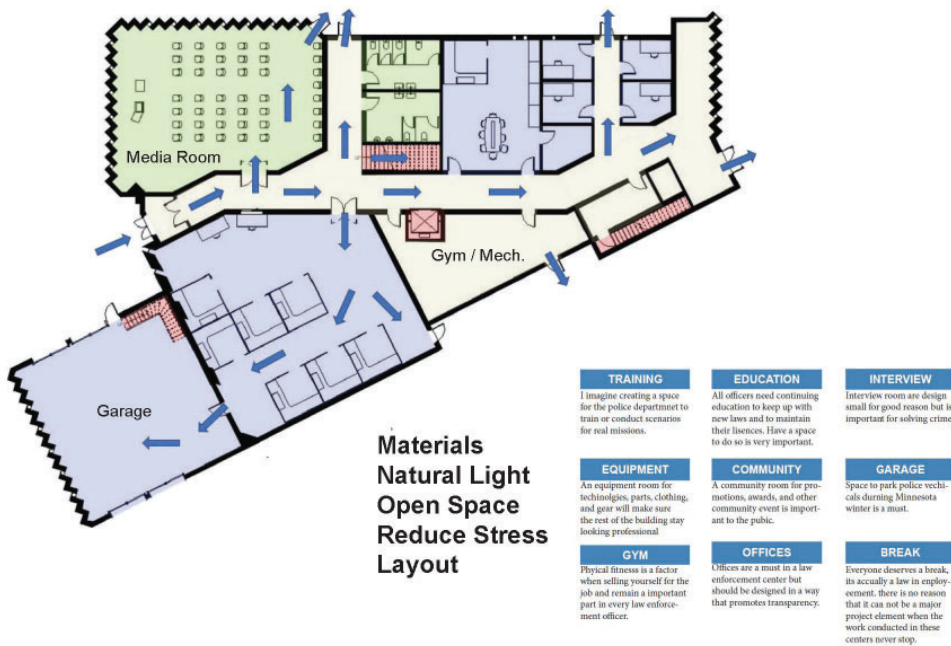 Media Room
Gym / Mech.
Garage
Materials
Natural Light
Open Space
Reduce Stress
Layout
TRAINING
I imagine creating a space
for the police departmnet to
train or conduct scenarios
for real missions.
EDUCATION
All officers need continuing
education to keep up with
new laws and to maintain
their lisences. Have a space
to do so is very important.
INTERVIEW
Interview room are design
small for good reason but is
important for solving crime
EQUIPMENT
An equipment room for
technolgies, parts, clothing,
and gear will make sure
the rest of the building stay
looking professional
COMMUNITY
A community room for pro-
motions, awards, and other
community event is import-
ant to the pubic.
GARAGE
Space to park police vechi-
cals durning Minnesota
winter is a must.
GYM
Phyical fitnesss is a factor
when selling yourself for the
job and remain a important
part in every law enforce-
ment officer.
OFFICES
Offices are a must in a law
enforcement center but
should be designed in a way
that promotes transparency.
BREAK
Everyone deserves a break,
its accually a law in enploy-
eement. there is no reason
that it can not be a major
project element when the
work conducted in these
centers never stop.